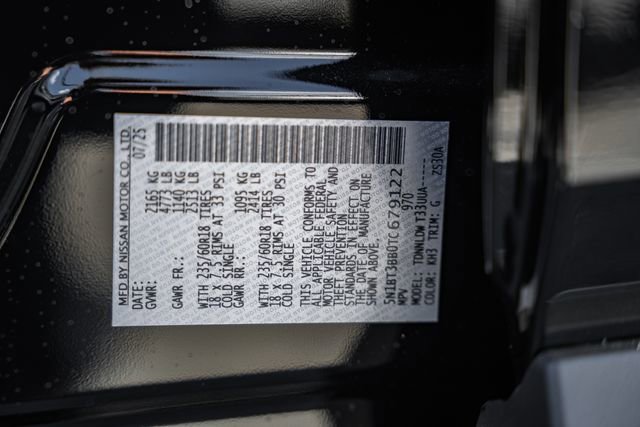 MFD BY NISSAN MOTOR CO., LTD.
DATE: 07/25
GVWR: 2165 KG
4773 LB
GAWR FR.: 1140 KG
2513 LB
WITH 235/60R18 TIRES
18 X 7.5 RIMS AT 33 PSI
COLD SINGLE
GAWR RR.: 1095 KG
2414 LB
WITH 235/60R18 TIRES
18 X 7.5 RIMS AT 30 PSI
COLD SINGLE
THIS VEHICLE CONFORMS TO
ALL APPLICABLE FEDERAL
MOTOR VEHICLE SAFETY AND
THEFT PREVENTION
STANDARDS IN EFFECT ON
THE DATE OF MANUFACTURE
SHOWN ABOVE.
5N1BT3BB0TC679122
MPV 970
MODEL: TDNNLDW T33UUA-----
COLOR: KH3 TRIM: G ZS30A